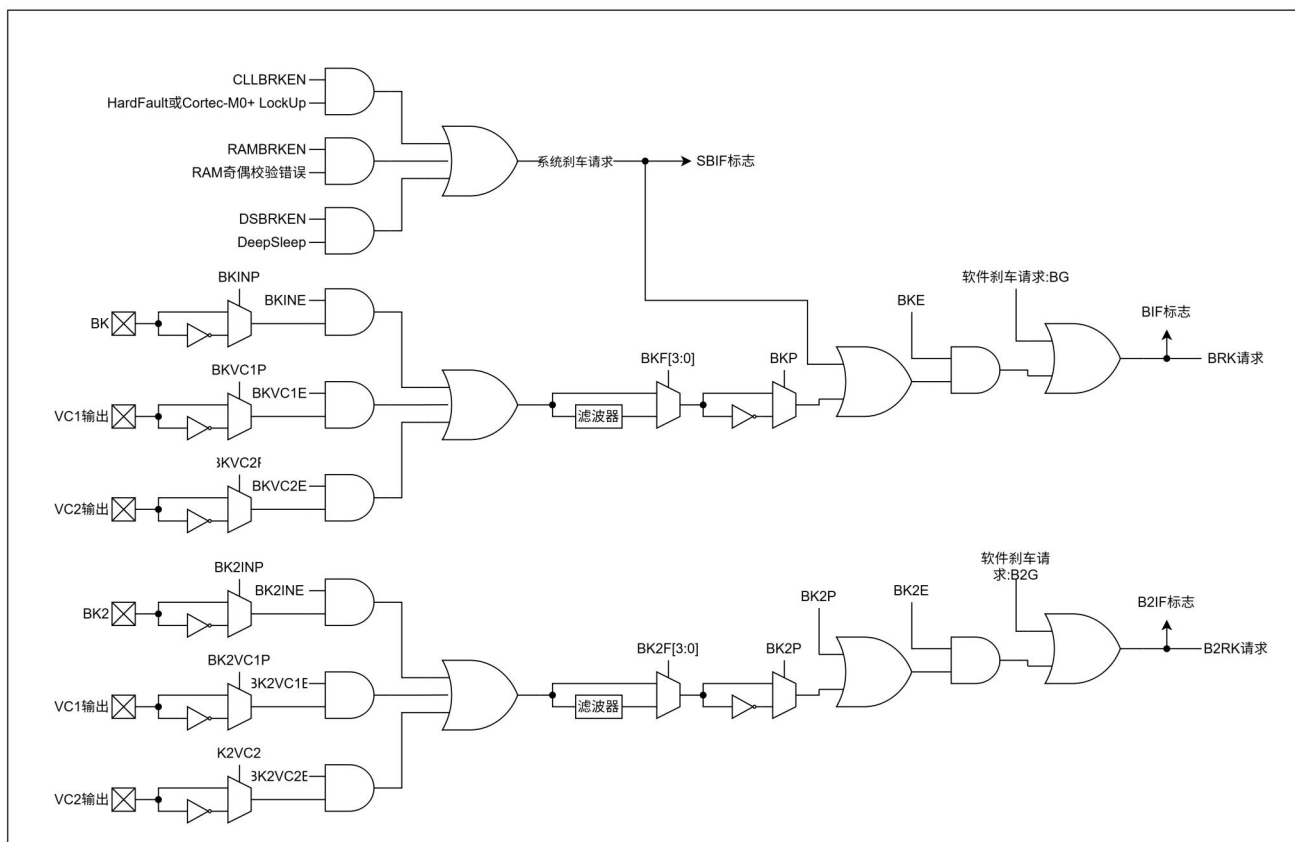 CLLBRKEN
HardFault或Cortec-M0+ LockUp
RAMBRKEN
RAM奇偶校验错误
系统刹车请求
SBIF标志
DSBRKEN
DeepSleep
BKINP
BKINE
BK
软件刹车请求:BG
BKE
BIF标志
BKF[3:0]
BKP
BRK请求
BKVC1P
BKVC1E
VC1输出
滤波器
BKVC2E
VC2输出
BK2INP
BK2INE
BK2
软件刹车请
求:B2G
BK2P
BK2E
B2IF标志
BK2F[3:0]
BK2P
B2RK请求
BK2VC1P
VC1输出
滤波器
K2VC2
VC2输出